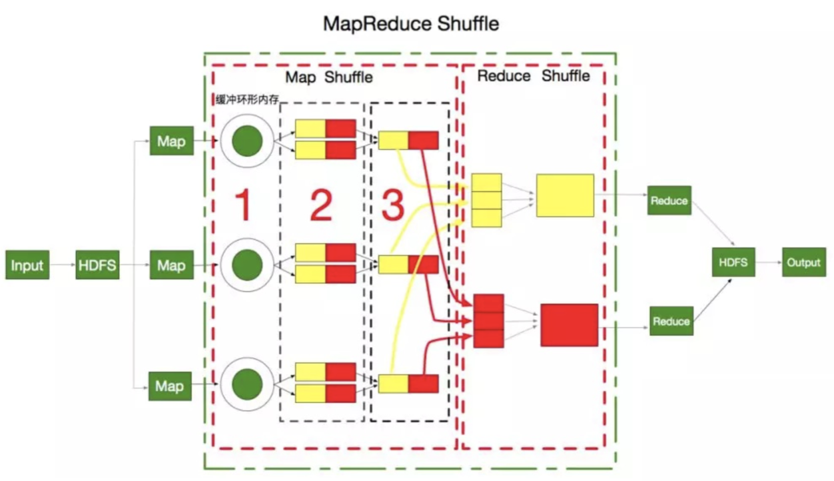 MapReduce Shuffle
Map Shuffle
Reduce Shuffle
缓冲环形内存
Map
1
2
3
Reduce
Input
HDFS
Map
HDFS
Output
Reduce
Map